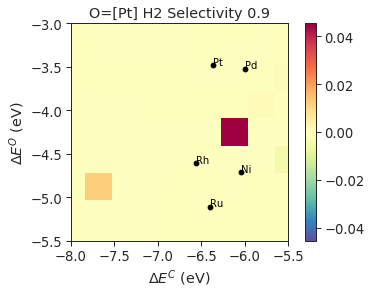 O=[Pt] H2 Selectivity 0.9
−3.0
−3.5
−4.0
−4.5
−5.0
−5.5
ΔE^O (eV)
Pt
Pd
Rh
Ni
Ru
−8.0 −7.5 −7.0 −6.5 −6.0 −5.5
ΔE^C (eV)
0.04
0.02
0.00
−0.02
−0.04